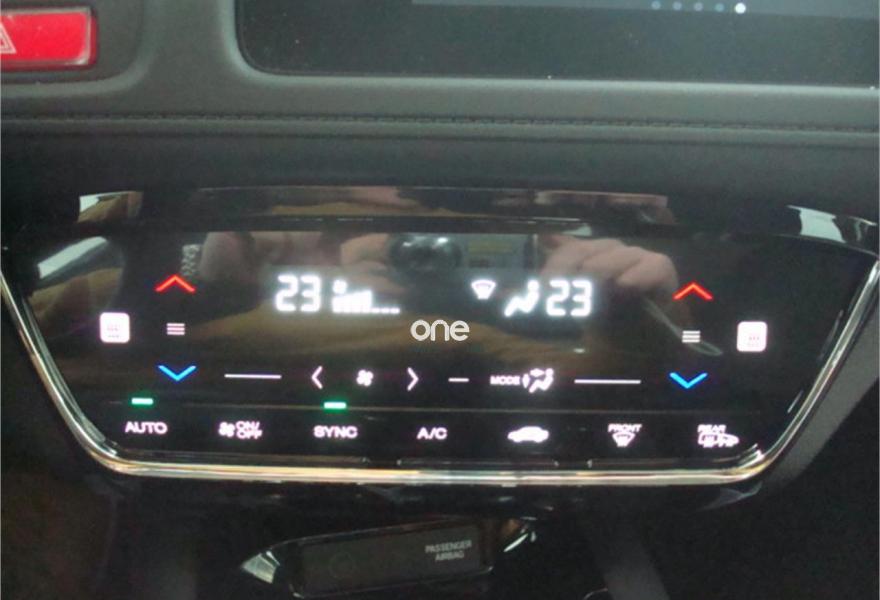 23 23
one
MODE
AUTO ON/OFF SYNC A/C FRONT REAR
PASSENGER
AIRBAG